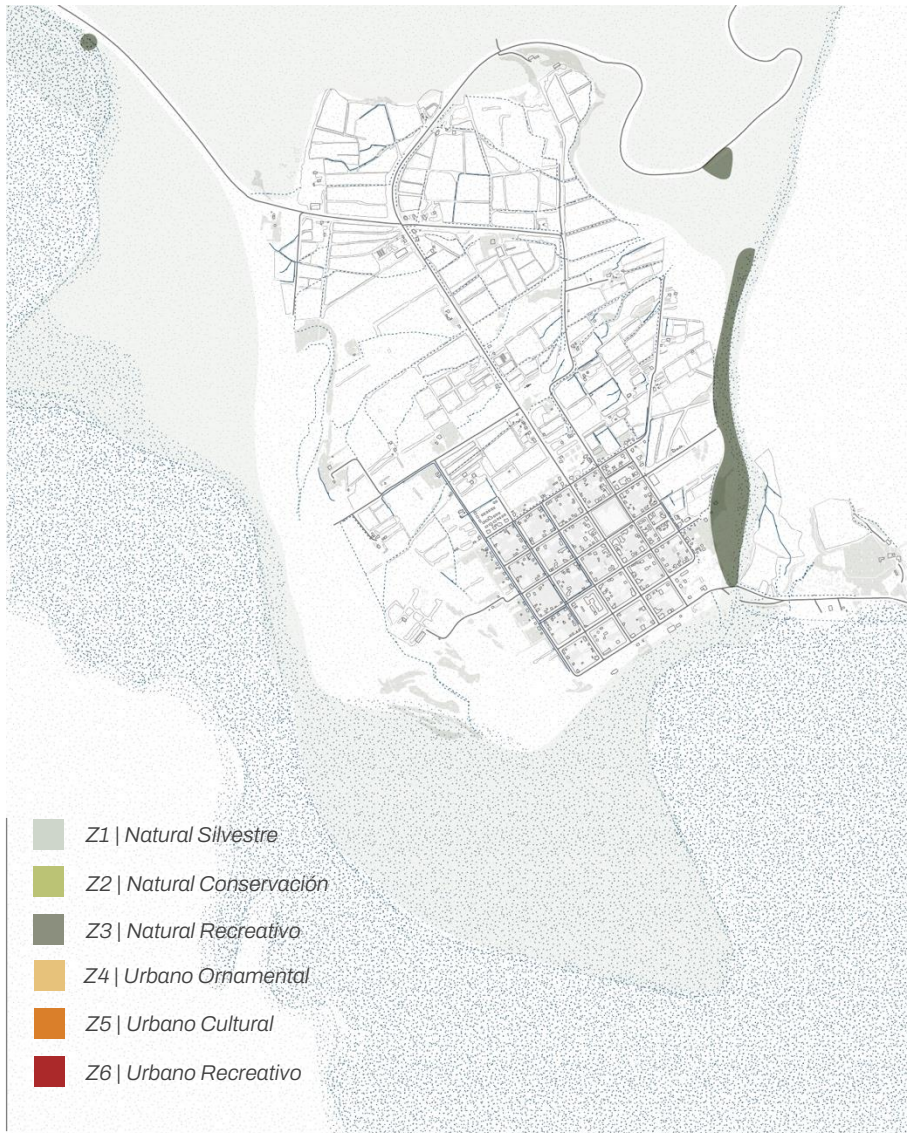 Z1 | Natural Silvestre
Z2 | Natural Conservación
Z3 | Natural Recreativo
Z4 | Urbano Ornamental
Z5 | Urbano Cultural
Z6 | Urbano Recreativo